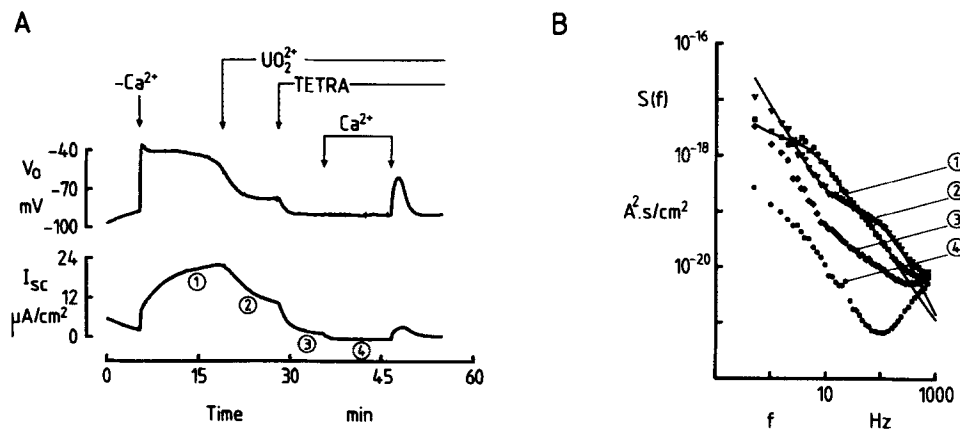 A
UO₂²⁺
-Ca²⁺
TETRA
Ca²⁺
-40
V₀
-70
mV
-100
24
I_SC
12
μA/cm²
0
① ② ③ ④
0 15 30 45 60
Time min
B
10⁻¹⁶
S(f)
10⁻¹⁸
①
②
A².s/cm²
③
④
10⁻²⁰
10 1000
f Hz